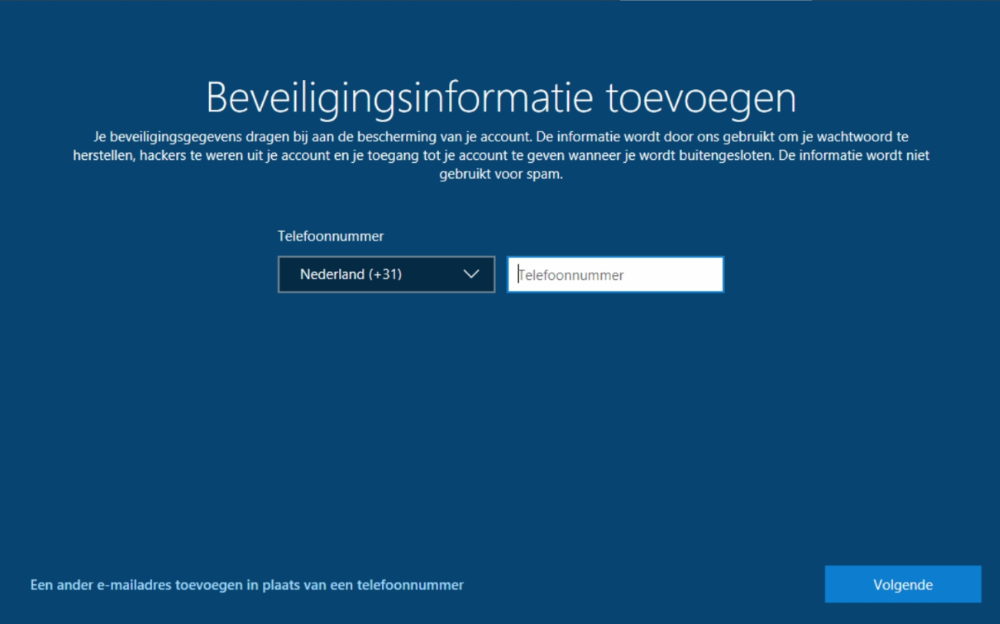 Beveiligingsinformatie toevoegen
Je beveiligingsgegevens dragen bij aan de bescherming van je account. De informatie wordt door ons gebruikt om je wachtwoord te
herstellen, hackers te weren uit je account en je toegang tot je account te geven wanneer je wordt buitengesloten. De informatie wordt niet
gebruikt voor spam.
Telefoonnummer
Nederland (+31)
Telefoonnummer
Een ander e-mailadres toevoegen in plaats van een telefoonnummer
Volgende